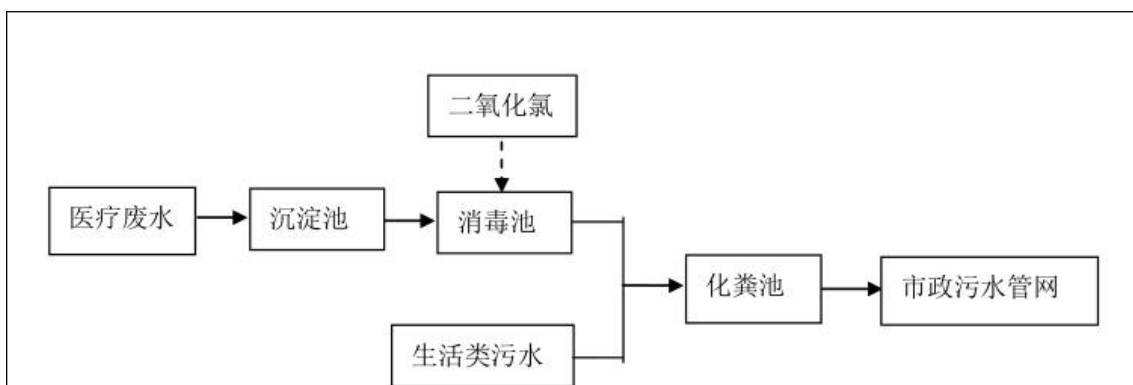 二氧化氯
医疗废水
沉淀池
消毒池
化粪池
市政污水管网
生活类污水